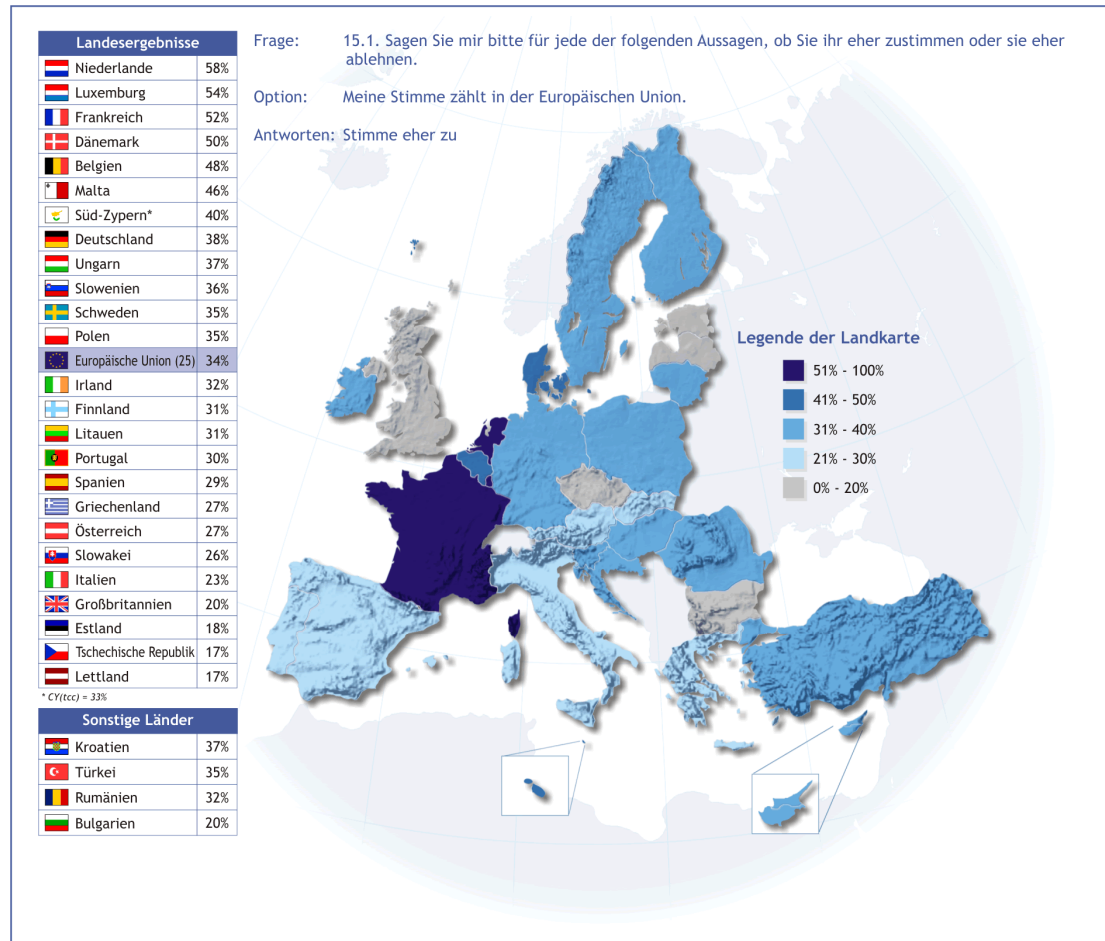 Landesergebnisse
Niederlande 58%
Luxemburg 54%
Frankreich 52%
Dänemark 50%
Belgien 48%
Malta 46%
Süd-Zypern* 40%
Deutschland 38%
Ungarn 37%
Slowenien 36%
Schweden 35%
Polen 35%
Europäische Union (25) 34%
Irland 32%
Finnland 31%
Litauen 31%
Portugal 30%
Spanien 29%
Griechenland 27%
Österreich 27%
Slowakei 26%
Italien 23%
Großbritannien 20%
Estland 18%
Tschechische Republik 17%
Lettland 17%
* CY(tcc) = 33%
Sonstige Länder
Kroatien 37%
Türkei 35%
Rumänien 32%
Bulgarien 20%
Frage: 15.1. Sagen Sie mir bitte für jede der folgenden Aussagen, ob Sie ihr eher zustimmen oder sie eher
ablehnen.
Option: Meine Stimme zählt in der Europäischen Union.
Antworten: Stimme eher zu
Legende der Landkarte
51% - 100%
41% - 50%
31% - 40%
21% - 30%
0% - 20%